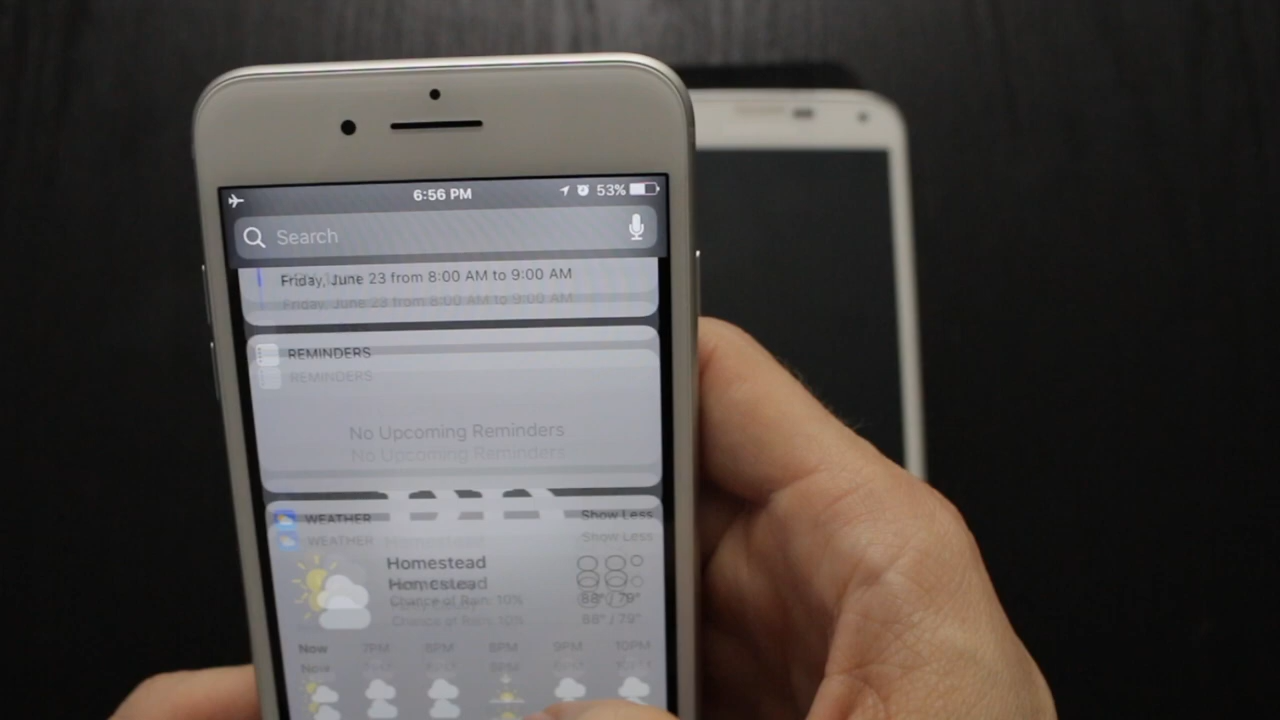 6:56 PM 53%
Search
Friday, June 23 from 8:00 AM to 9:00 AM
Friday, June 23 from 8:00 AM to 9:00 AM
REMINDERS
REMINDERS
No Upcoming Reminders
No Upcoming Reminders
WEATHER Show Less
WEATHER Show Less
Homestead 88°
Homestead 88°
Chance of Rain: 10% 88° / 79°
Chance of Rain: 10% 88° / 79°
Now 7PM 8PM 9PM 10PM
Now